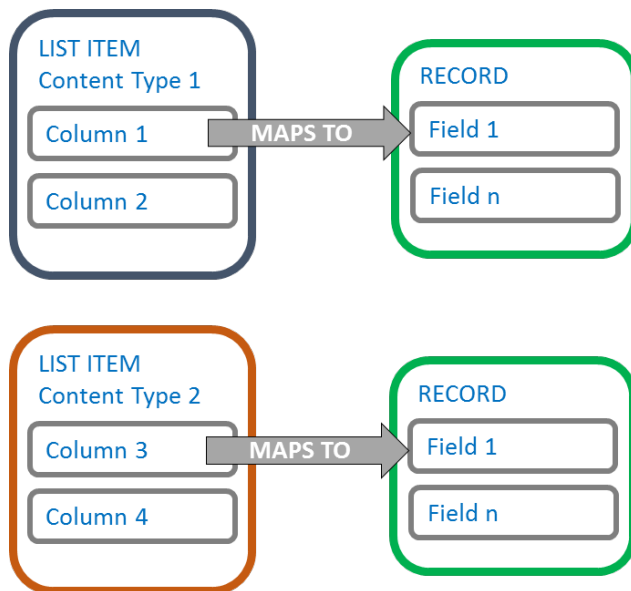 LIST ITEM
Content Type 1
Column 1
Column 2
MAPS TO
RECORD
Field 1
Field n
LIST ITEM
Content Type 2
Column 3
Column 4
MAPS TO
RECORD
Field 1
Field n